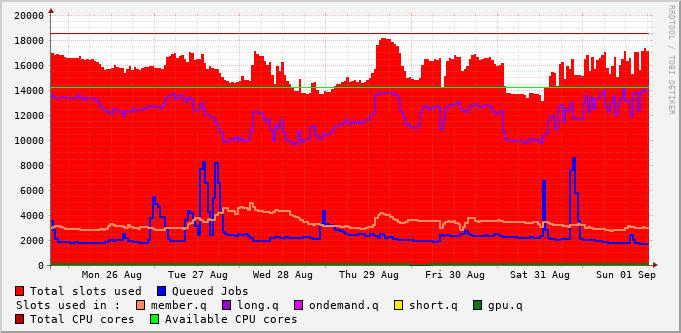 20000
18000
16000
14000
12000
10000
8000
6000
4000
2000
0
Mon 26 Aug Tue 27 Aug Wed 28 Aug Thu 29 Aug Fri 30 Aug Sat 31 Aug Sun 01 Sep
Total slots used Queued Jobs
Slots used in : member.q long.q ondemand.q short.q gpu.q
Total CPU cores Available CPU cores
RRDTOOL / TOBI OETIKER